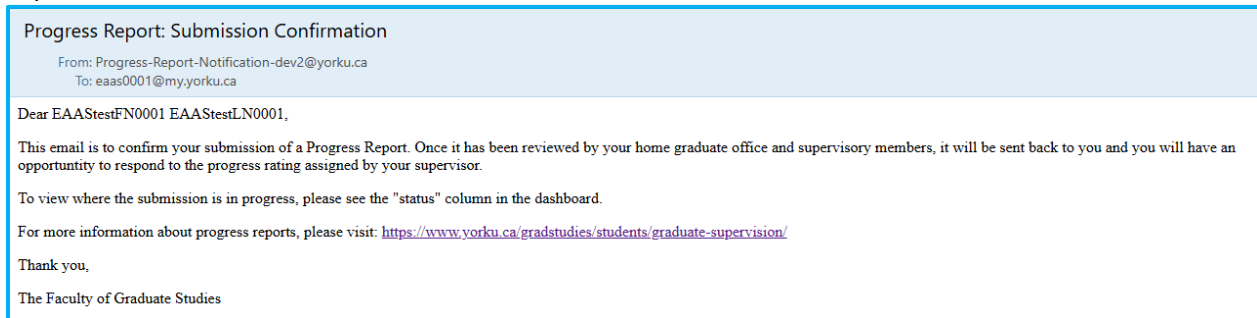 Progress Report: Submission Confirmation
From: Progress-Report-Notification-dev2@yorku.ca
To: eaas0001@my.yorku.ca
Dear EAAStestFN0001 EAAStestLN0001,
This email is to confirm your submission of a Progress Report. Once it has been reviewed by your home graduate office and supervisory members, it will be sent back to you and you will have an
opportuntity to respond to the progress rating assigned by your supervisor.
To view where the submission is in progress, please see the "status" column in the dashboard.
For more information about progress reports, please visit: https://www.yorku.ca/gradstudies/students/graduate-supervision/
Thank you,
The Faculty of Graduate Studies